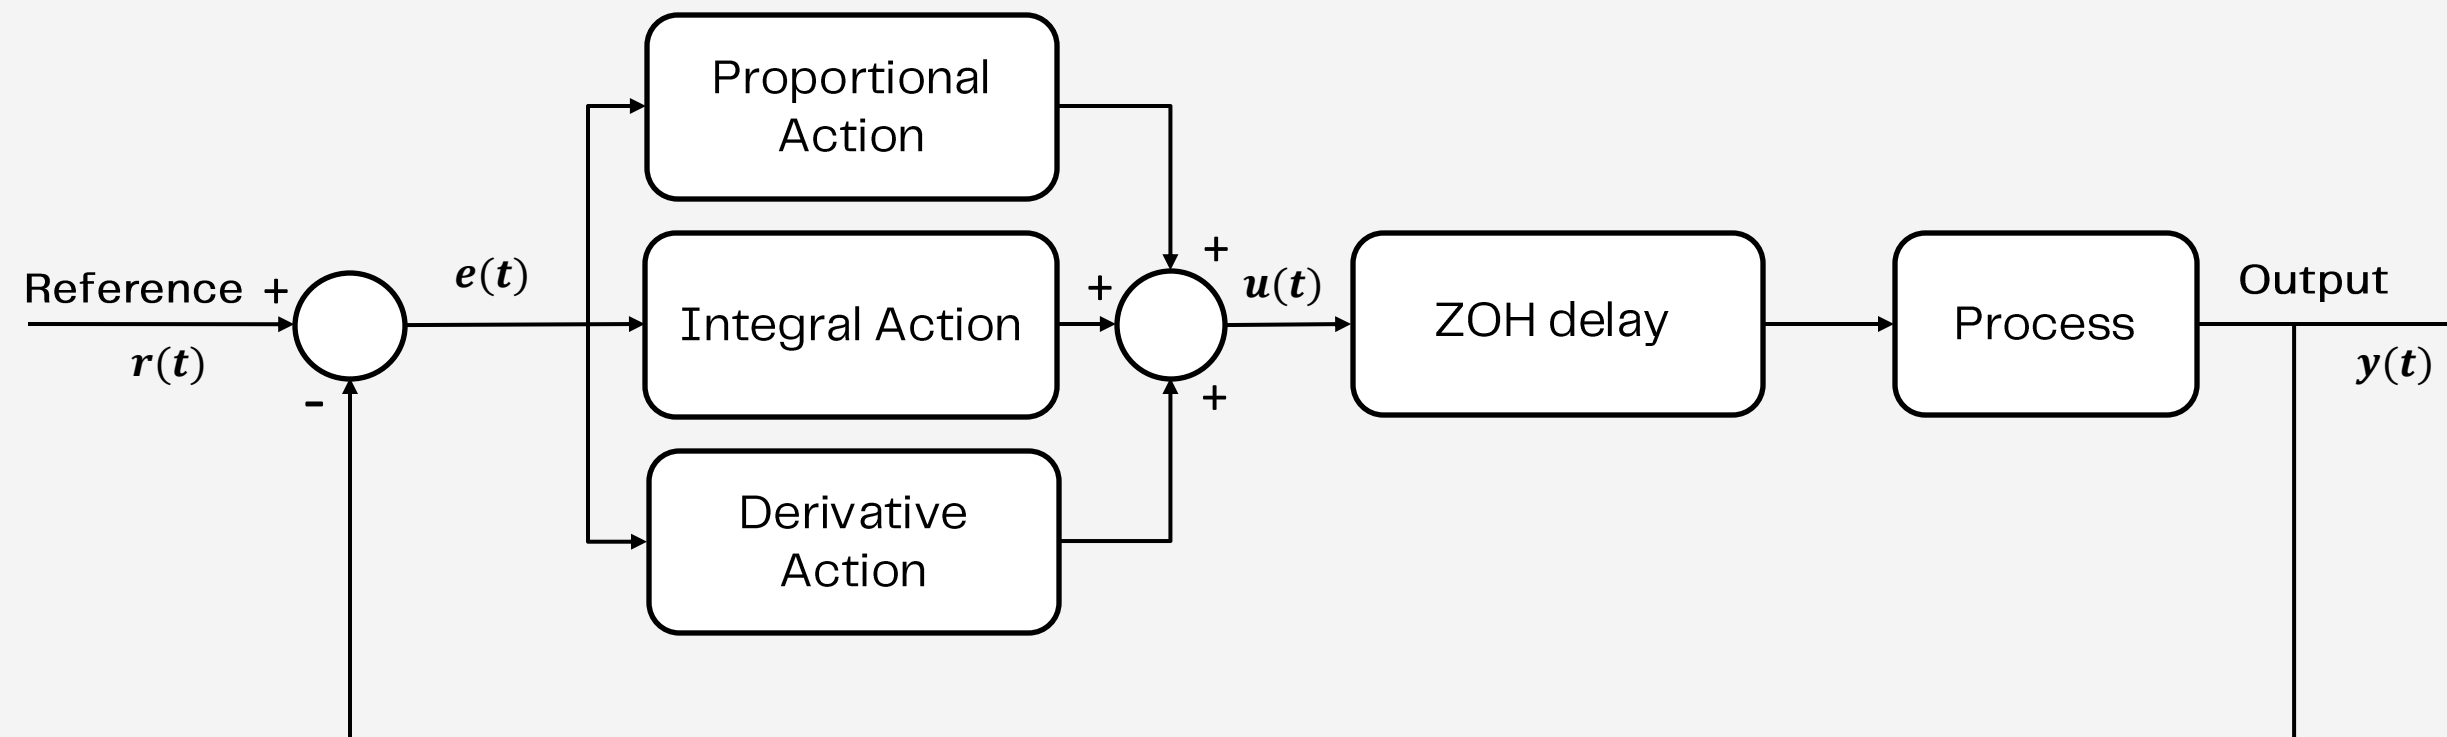 Proportional
Action
Reference +
r(t)
-
e(t)
Integral Action
Derivative
Action
+
+
+
u(t)
ZOH delay
Process
Output
y(t)